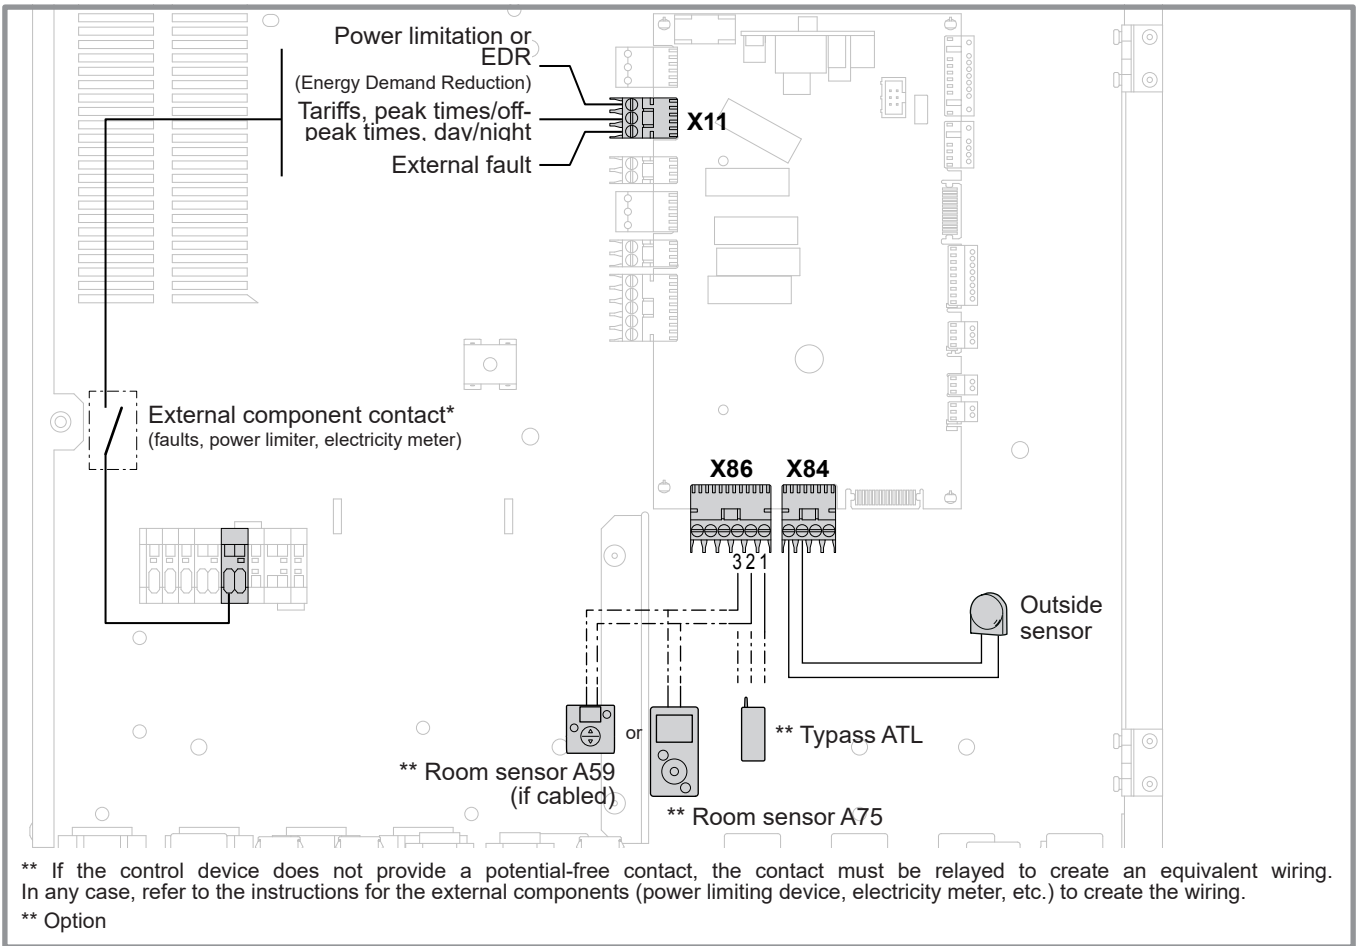 Power limitation or
EDR
(Energy Demand Reduction)
Tariffs, peak times/off-
peak times, day/night
External fault
X11
External component contact*
(faults, power limiter, electricity meter)
X86 X84
3 2 1
Outside
sensor
or
** Typass ATL
** Room sensor A59
(if cabled)
** Room sensor A75
** If the control device does not provide a potential-free contact, the contact must be relayed to create an equivalent wiring.
In any case, refer to the instructions for the external components (power limiting device, electricity meter, etc.) to create the wiring.
** Option